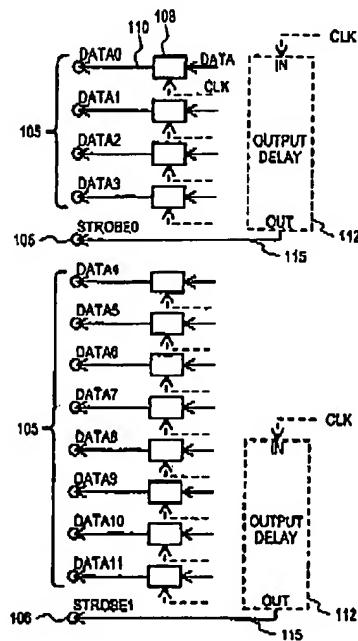 108
110
DATA0
DATA
CLK
CLK
IN
DATA1
105
DATA2
OUTPUT
DELAY
DATA3
OUT
106
STROBE0
112
115
DATA4
DATA5
DATA6
DATA7
CLK
105
DATA8
IN
DATA9
OUTPUT
DELAY
DATA10
DATA11
OUT
106
STROBE1
112
115